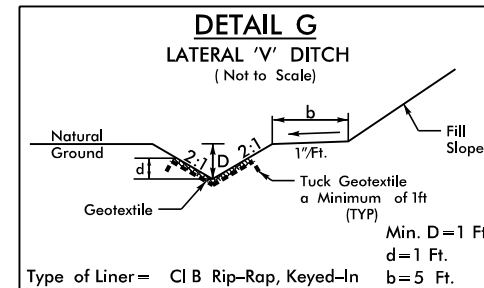 DETAIL G
LATERAL 'V' DITCH
( Not to Scale)
b
Natural
Ground
2:1
D
2:1
1"/Ft.
Fill
Slope
d
Geotextile
Tuck Geotextile
a Minimum of 1ft
(TYP)
Min. D=1 Ft
d=1 Ft.
Type of Liner= Cl B Rip-Rap, Keyed-In b=5 Ft.